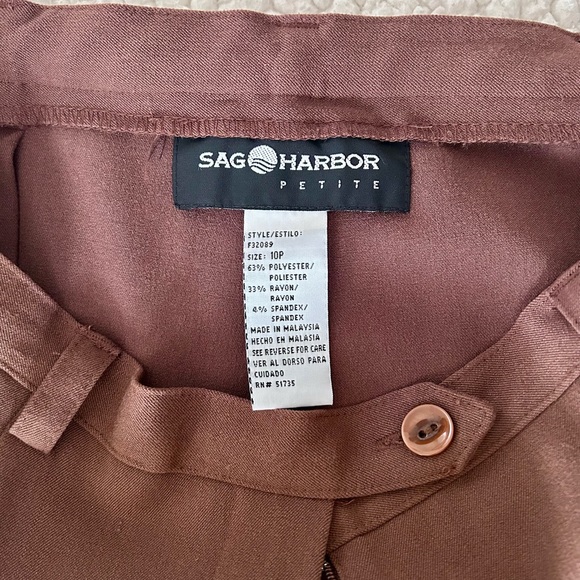 SAG HARBOR
PETITE
STYLE/ESTILO:
F32089
SIZE: 10P
63% POLYESTER/
POLIESTER
33% RAYON/
RAYON
4% SPANDEX/
SPANDEX
MADE IN MALAYSIA
HECHO EN MALASIA
SEE REVERSE FOR CARE
VER AL DORSO PARA
CUIDADO
RN# 51735